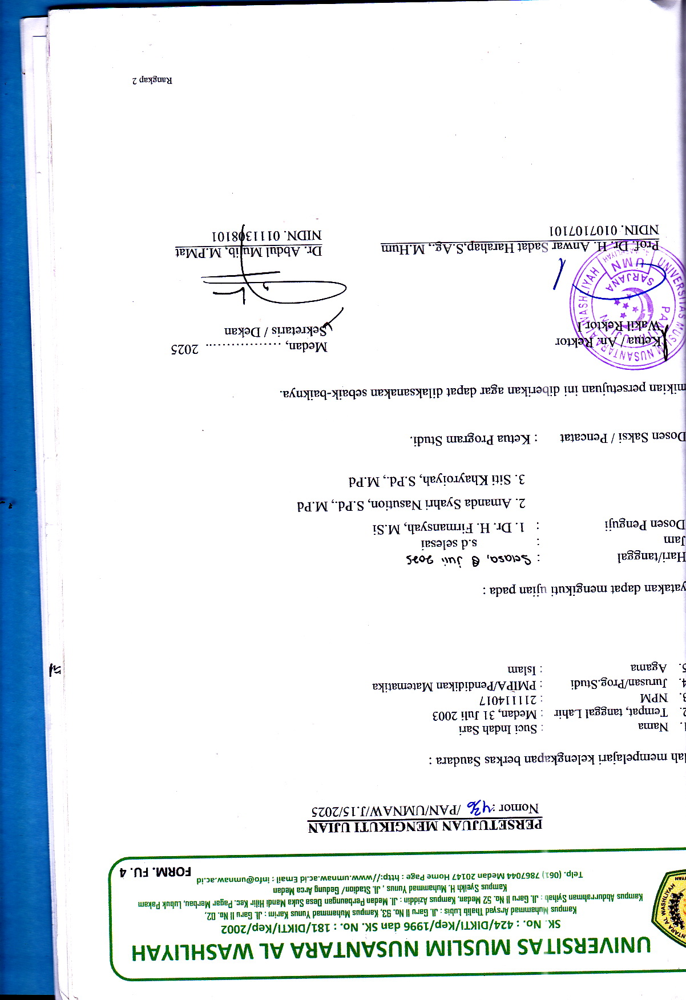 UNIVERSITAS MUSLIM NUSANTARA AL WASHLIYAH
SK. No. : 424/DIKTI/Kep/1996 dan SK. No. : 181/DIKTI/Kep/2002
Kampus Muhammad Arsyad Thalib Lubis : Jl. Garu II No. 93, Kampus Muhammad Yunus Karim : Jl. Garu II No. 02,
Kampus Abdurrahman Syihab : Jl. Garu II No. 52 Medan, Kampus Aziddin : Jl. Medan Perbaungan Desa Suka Mandi Hilir Kec. Pagar Merbau, Lubuk Pakam
Kampus Syeikh H. Muhammad Yunus , Jl. Stadion/ Gedung Arca Medan
Telp. (061) 7867044 Medan 20147 Home Page : http://www.umnaw.ac.id Email : info@umnaw.ac.id
FORM. FU. 4
PERSETUJUAN MENGIKUTI UJIAN
Nomor : 436 /PAN/UMNAW/J.15/2025
lah mempelajari kelengkapan berkas Saudara :
1. Nama : Suci Indah Sari
2. Tempat, tanggal Lahir : Medan, 31 Juli 2003
3. NPM : 211114017
4. Jurusan/Prog.Studi : PMIPA/Pendidikan Matematika
5. Agama : Islam
yatakan dapat mengikuti ujian pada :
Hari/tanggal : Selasa, 8 Juli 2025
Jam : s.d selesai
Dosen Penguji : 1. Dr. H. Firmansyah, M.Si
2. Amanda Syahri Nasution, S.Pd., M.Pd
3. Siti Khayroiyah, S.Pd., M.Pd
Dosen Saksi / Pencatat : Ketua Program Studi.
mikian persetujuan ini diberikan agar dapat dilaksanakan sebaik-baiknya.
Medan, .................. 2025
Ketua / An. Rektor
Wakil Rektor I
Sekretaris / Dekan
UNIVERSITAS MUSLIM NUSANTARA AL WASHLIYAH
PANITIA UJIAN
SARJANA
UMN
AL WASHLIYAH
Prof. Dr. H. Anwar Sadat Harahap,S.Ag., M.Hum
NDIN. 0107107101
Dr. Abdul Mujib, M.PMat
NIDN. 0111308101
Rangkap 2